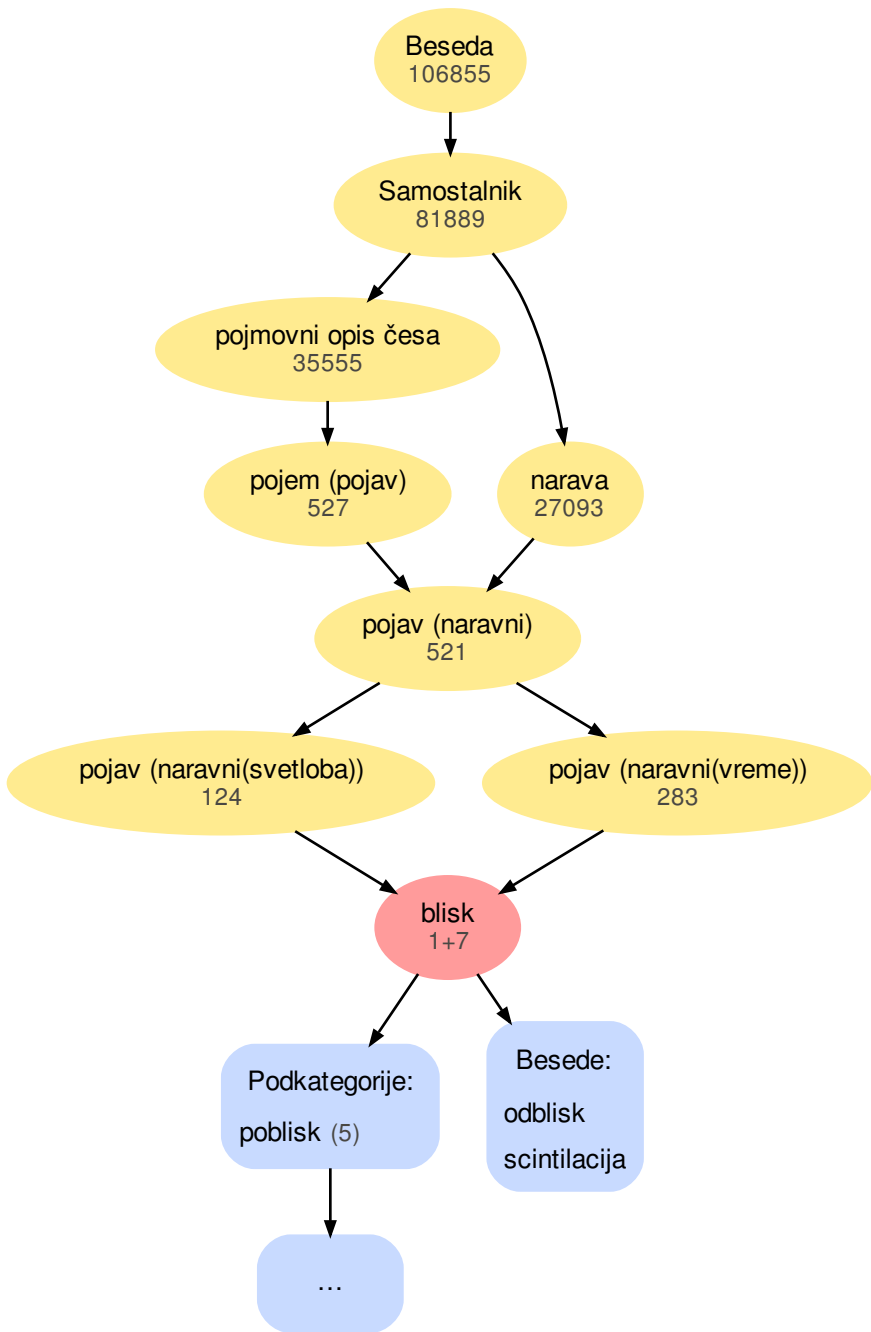 Beseda
106855
Samostalnik
81889
pojmovni opis česa
35555
pojem (pojav)
527
narava
27093
pojav (naravni)
521
pojav (naravni(svetloba))
124
pojav (naravni(vreme))
283
blisk
1+7
Podkategorije:
poblisk (5)
Besede:
odblisk
scintilacija
…